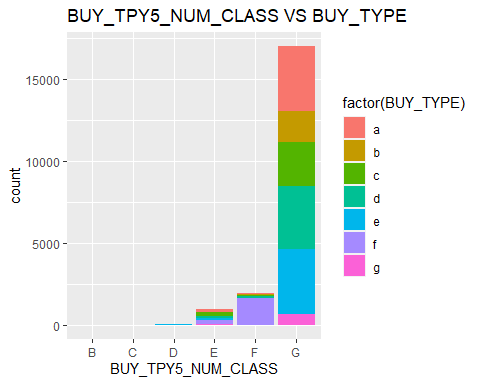 BUY_TPY5_NUM_CLASS VS BUY_TYPE
15000
10000
5000
0
count
B C D E F G
BUY_TPY5_NUM_CLASS
factor(BUY_TYPE)
a
b
c
d
e
f
g